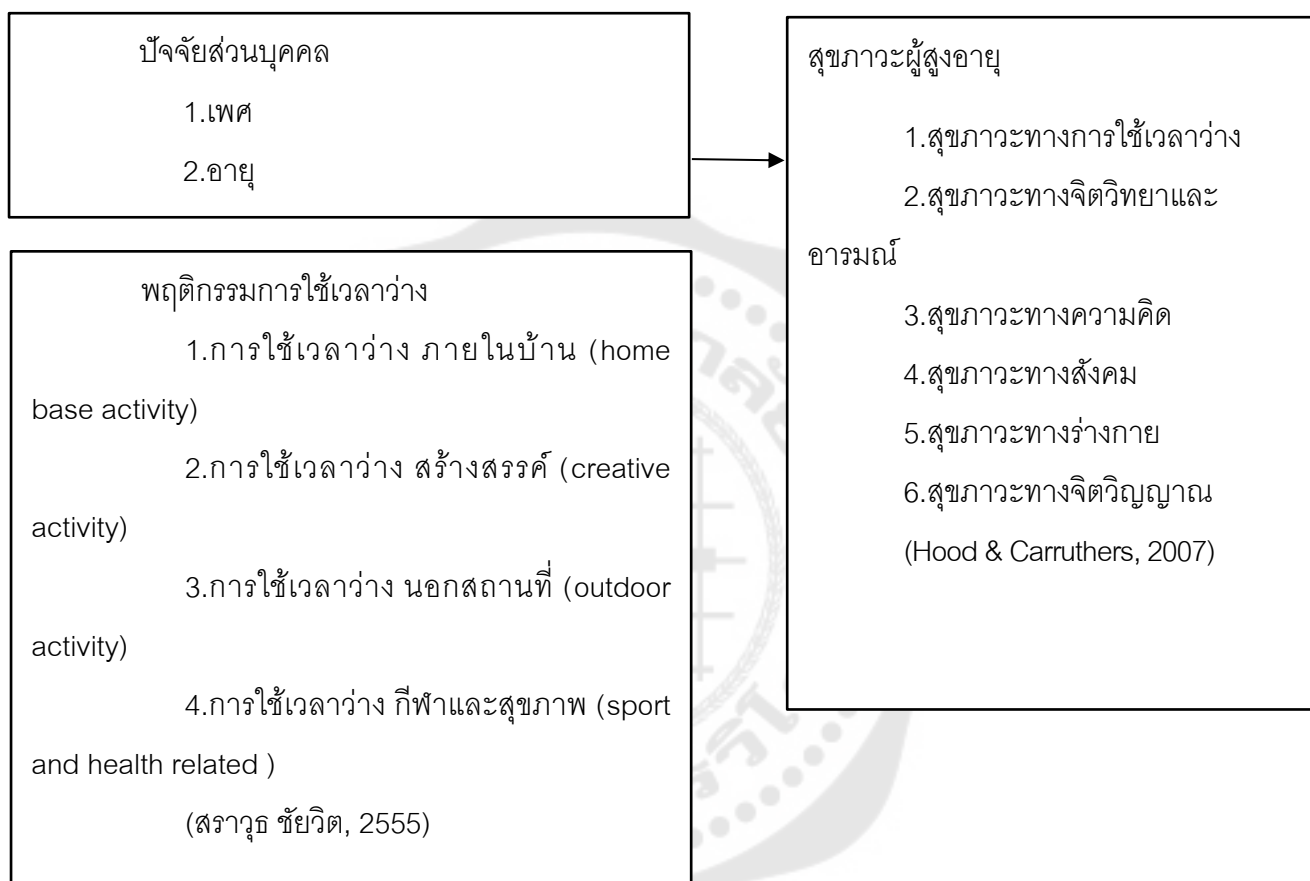 ปัจจัยส่วนบุคคล
1.เพศ
2.อายุ
พฤติกรรมการใช้เวลาว่าง
1.การใช้เวลาว่าง ภายในบ้าน (home
base activity)
2.การใช้เวลาว่าง สร้างสรรค์ (creative
activity)
3.การใช้เวลาว่าง นอกสถานที่ (outdoor
activity)
4.การใช้เวลาว่าง กีฬาและสุขภาพ (sport
and health related )
(สราวุธ ชัยวิต, 2555)
สุขภาวะผู้สูงอายุ
1.สุขภาวะทางการใช้เวลาว่าง
2.สุขภาวะทางจิตวิทยาและ
อารมณ์
3.สุขภาวะทางความคิด
4.สุขภาวะทางสังคม
5.สุขภาวะทางร่างกาย
6.สุขภาวะทางจิตวิญญาณ
(Hood & Carruthers, 2007)